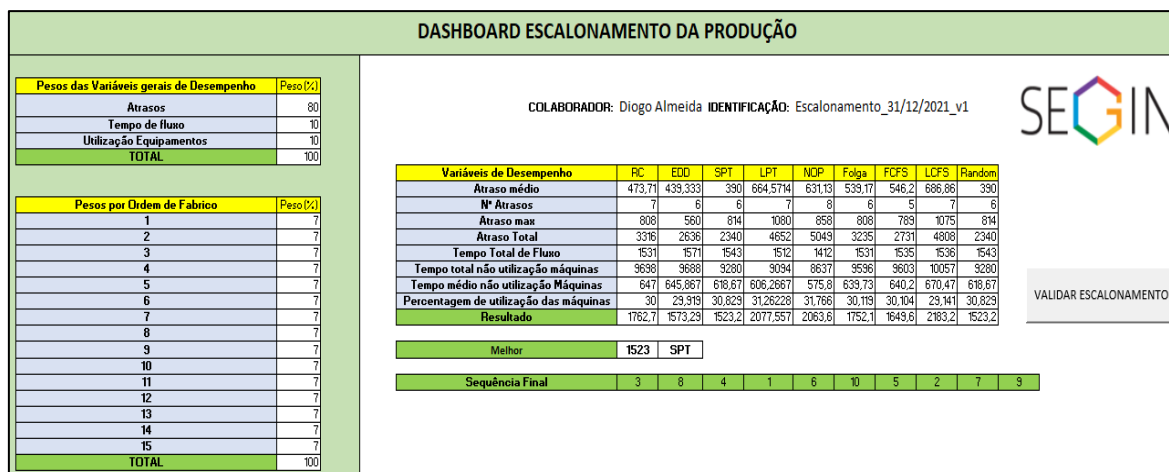 DASHBOARD ESCALONAMENTO DA PRODUÇÃO
Pesos das Variáveis gerais de Desempenho Peso(%)
Atrasos 80
Tempo de fluxo 10
Utilização Equipamentos 10
TOTAL 100
Pesos por Ordem de Fabrico Peso(%)
1 7
2 7
3 7
4 7
5 7
6 7
7 7
8 7
9 7
10 7
11 7
12 7
13 7
14 7
15 7
TOTAL 100
COLABORADOR: Diogo Almeida IDENTIFICAÇÃO: Escalonamento_31/12/2021_v1
SEGIN
Variáveis de Desempenho RC EDD SPT LPT NOP Folga FCFS LCFS Random
Atraso médio 473,71 439,333 390 664,5714 631,13 539,17 546,2 686,86 390
Nº Atrasos 7 6 6 7 8 6 5 7 6
Atraso max 808 560 814 1080 858 808 789 1075 814
Atraso Total 3316 2636 2340 4652 5049 3235 2731 4808 2340
Tempo Total de Fluxo 1531 1571 1543 1512 1412 1531 1535 1536 1543
Tempo total não utilização máquinas 9698 9688 9280 9094 8637 9596 9603 10057 9280
Tempo médio não utilização Máquinas 647 645,867 618,67 606,2667 575,8 639,73 640,2 670,47 618,67
Percentagem de utilização das máquinas 30 29,919 30,829 31,26228 31,766 30,119 30,104 29,141 30,829
Resultado 1762,7 1573,29 1523,2 2077,557 2063,6 1752,1 1649,6 2183,2 1523,2
Melhor 1523 SPT
Sequência Final 3 8 4 1 6 10 5 2 7 9
VALIDAR ESCALONAMENTO